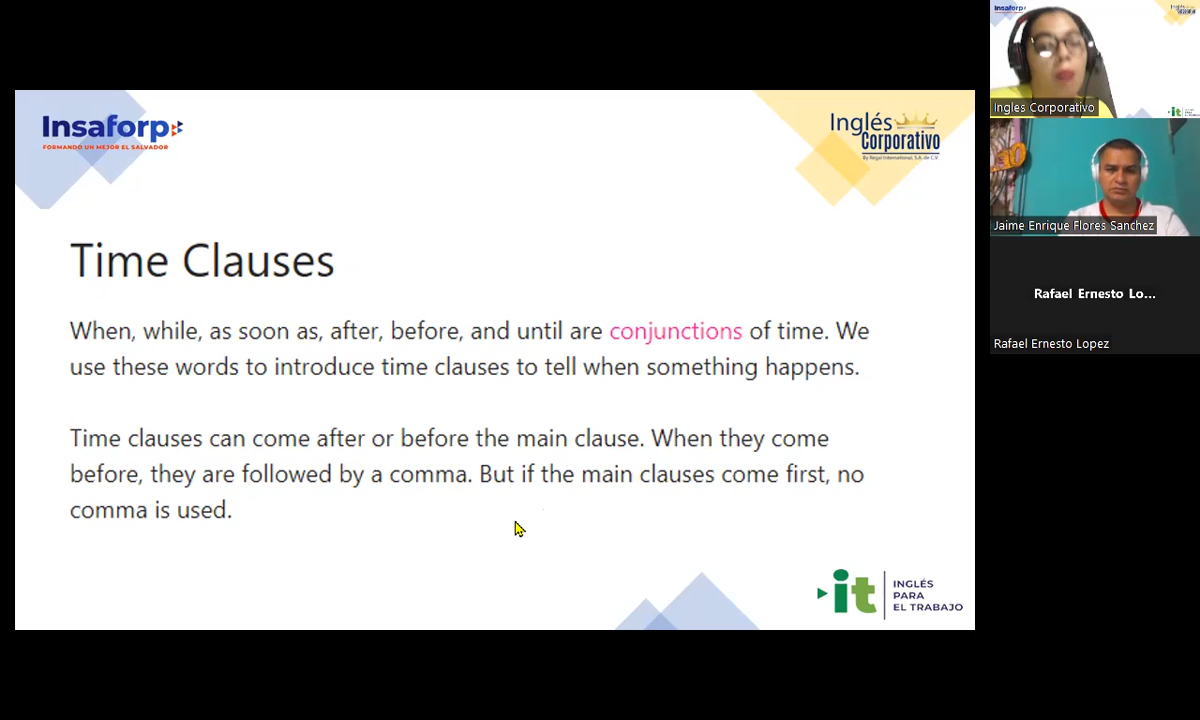 Insaforp
FORMANDO UN MEJOR EL SALVADOR
Inglés
Corporativo
By Regal International, S.A. de C.V.
Time Clauses
When, while, as soon as, after, before, and until are conjunctions of time. We
use these words to introduce time clauses to tell when something happens.
Time clauses can come after or before the main clause. When they come
before, they are followed by a comma. But if the main clauses come first, no
comma is used.
it
INGLÉS
PARA
EL TRABAJO
Insaforp
Ingles Corporativo
Jaime Enrique Flores Sanchez
Rafael Ernesto Lo...
Rafael Ernesto Lopez